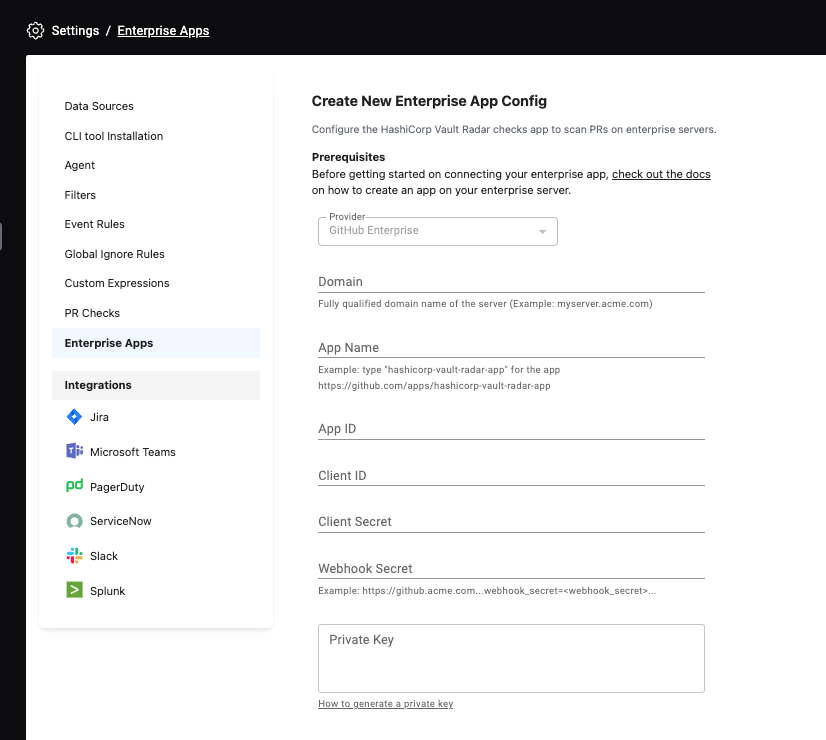 Settings / Enterprise Apps
Data Sources
CLI tool Installation
Agent
Filters
Event Rules
Global Ignore Rules
Custom Expressions
PR Checks
Enterprise Apps
Integrations
Jira
Microsoft Teams
PagerDuty
ServiceNow
Slack
Splunk
Create New Enterprise App Config
Configure the HashiCorp Vault Radar checks app to scan PRs on enterprise servers.
Prerequisites
Before getting started on connecting your enterprise app, check out the docs
on how to create an app on your enterprise server.
Provider
GitHub Enterprise
Domain
Fully qualified domain name of the server (Example: myserver.acme.com)
App Name
Example: type "hashicorp-vault-radar-app" for the app
https://github.com/apps/hashicorp-vault-radar-app
App ID
Client ID
Client Secret
Webhook Secret
Example: https://github.acme.com...webhook_secret=<webhook_secret>...
Private Key
How to generate a private key